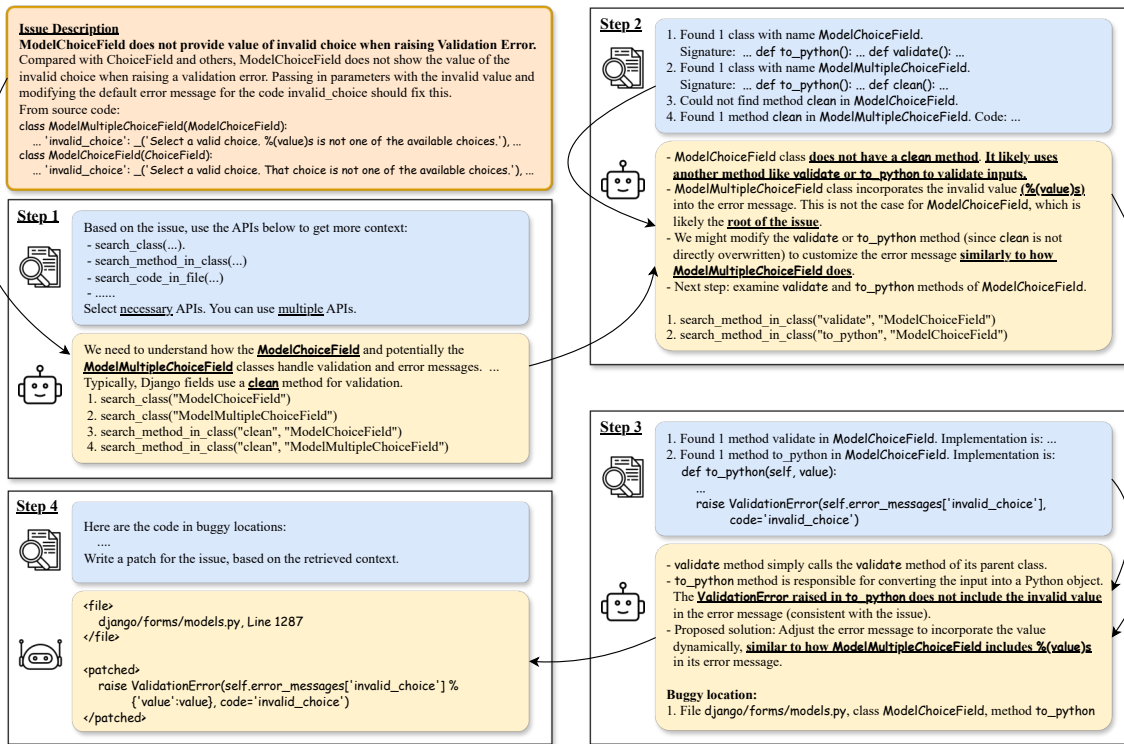 Issue Description
ModelChoiceField does not provide value of invalid choice when raising Validation Error.
Compared with ChoiceField and others, ModelChoiceField does not show the value of the
invalid choice when raising a validation error. Passing in parameters with the invalid value and
modifying the default error message for the code invalid_choice should fix this.
From source code:
class ModelMultipleChoiceField(ModelChoiceField):
... 'invalid_choice': _('Select a valid choice. %(value)s is not one of the available choices.'), ...
class ModelChoiceField(ChoiceField):
... 'invalid_choice': _('Select a valid choice. That choice is not one of the available choices.'), ...
Step 1
Based on the issue, use the APIs below to get more context:
- search_class(...).
- search_method_in_class(...)
- search_code_in_file(...)
- ......
Select necessary APIs. You can use multiple APIs.
We need to understand how the ModelChoiceField and potentially the
ModelMultipleChoiceField classes handle validation and error messages. ...
Typically, Django fields use a clean method for validation.
1. search_class("ModelChoiceField")
2. search_class("ModelMultipleChoiceField")
3. search_method_in_class("clean", "ModelChoiceField")
4. search_method_in_class("clean", "ModelMultipleChoiceField")
Step 2
1. Found 1 class with name ModelChoiceField.
Signature: ... def to_python(): ... def validate(): ...
2. Found 1 class with name ModelMultipleChoiceField.
Signature: ... def to_python(): ... def clean(): ...
3. Could not find method clean in ModelChoiceField.
4. Found 1 method clean in ModelMultipleChoiceField. Code: ...
- ModelChoiceField class does not have a clean method. It likely uses
another method like validate or to_python to validate inputs.
- ModelMultipleChoiceField class incorporates the invalid value (%(value)s)
into the error message. This is not the case for ModelChoiceField, which is
likely the root of the issue.
- We might modify the validate or to_python method (since clean is not
directly overwritten) to customize the error message similarly to how
ModelMultipleChoiceField does.
- Next step: examine validate and to_python methods of ModelChoiceField.
1. search_method_in_class("validate", "ModelChoiceField")
2. search_method_in_class("to_python", "ModelChoiceField")
Step 3
1. Found 1 method validate in ModelChoiceField. Implementation is: ...
2. Found 1 method to_python in ModelChoiceField. Implementation is:
def to_python(self, value):
...
raise ValidationError(self.error_messages['invalid_choice'],
code='invalid_choice')
- validate method simply calls the validate method of its parent class.
- to_python method is responsible for converting the input into a Python object.
The ValidationError raised in to_python does not include the invalid value
in the error message (consistent with the issue).
- Proposed solution: Adjust the error message to incorporate the value
dynamically, similar to how ModelMultipleChoiceField includes %(value)s
in its error message.
Buggy location:
1. File django/forms/models.py, class ModelChoiceField, method to_python
Step 4
Here are the code in buggy locations:
....
Write a patch for the issue, based on the retrieved context.
<file>
django/forms/models.py, Line 1287
</file>
<patched>
raise ValidationError(self.error_messages['invalid_choice'] %
{'value':value}, code='invalid_choice')
</patched>